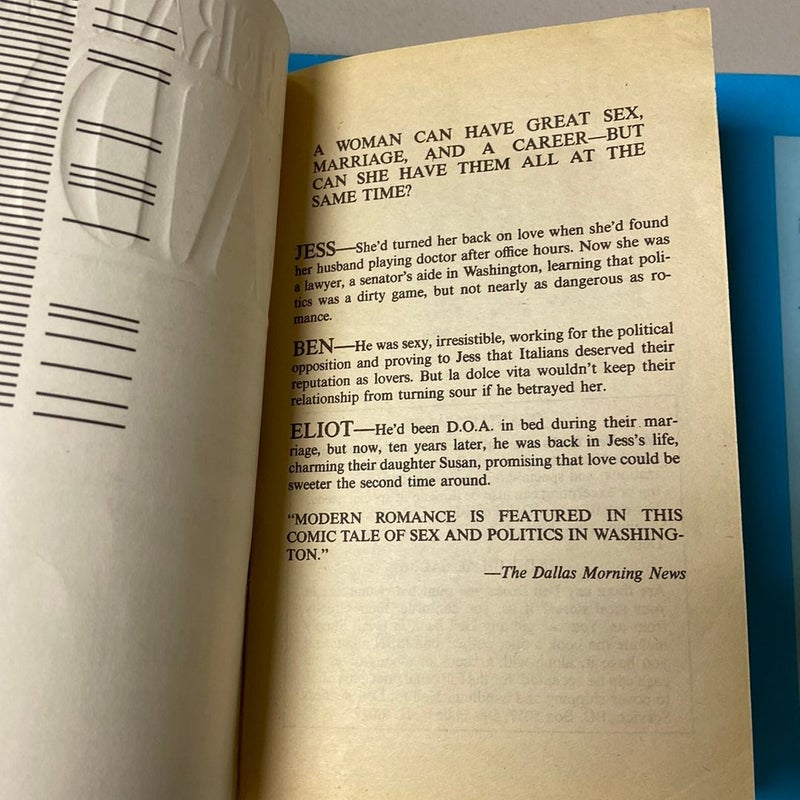 A WOMAN CAN HAVE GREAT SEX,
MARRIAGE, AND A CAREER—BUT
CAN SHE HAVE THEM ALL AT THE
SAME TIME?
JESS—She'd turned her back on love when she'd found
her husband playing doctor after office hours. Now she was
a lawyer, a senator's aide in Washington, learning that poli-
tics was a dirty game, but not nearly as dangerous as ro-
mance.
BEN—He was sexy, irresistible, working for the political
opposition and proving to Jess that Italians deserved their
reputation as lovers. But la dolce vita wouldn't keep their
relationship from turning sour if he betrayed her.
ELIOT—He'd been D.O.A. in bed during their mar-
riage, but now, ten years later, he was back in Jess's life,
charming their daughter Susan, promising that love could be
sweeter the second time around.
"MODERN ROMANCE IS FEATURED IN THIS
COMIC TALE OF SEX AND POLITICS IN WASHING-
TON."
—The Dallas Morning News